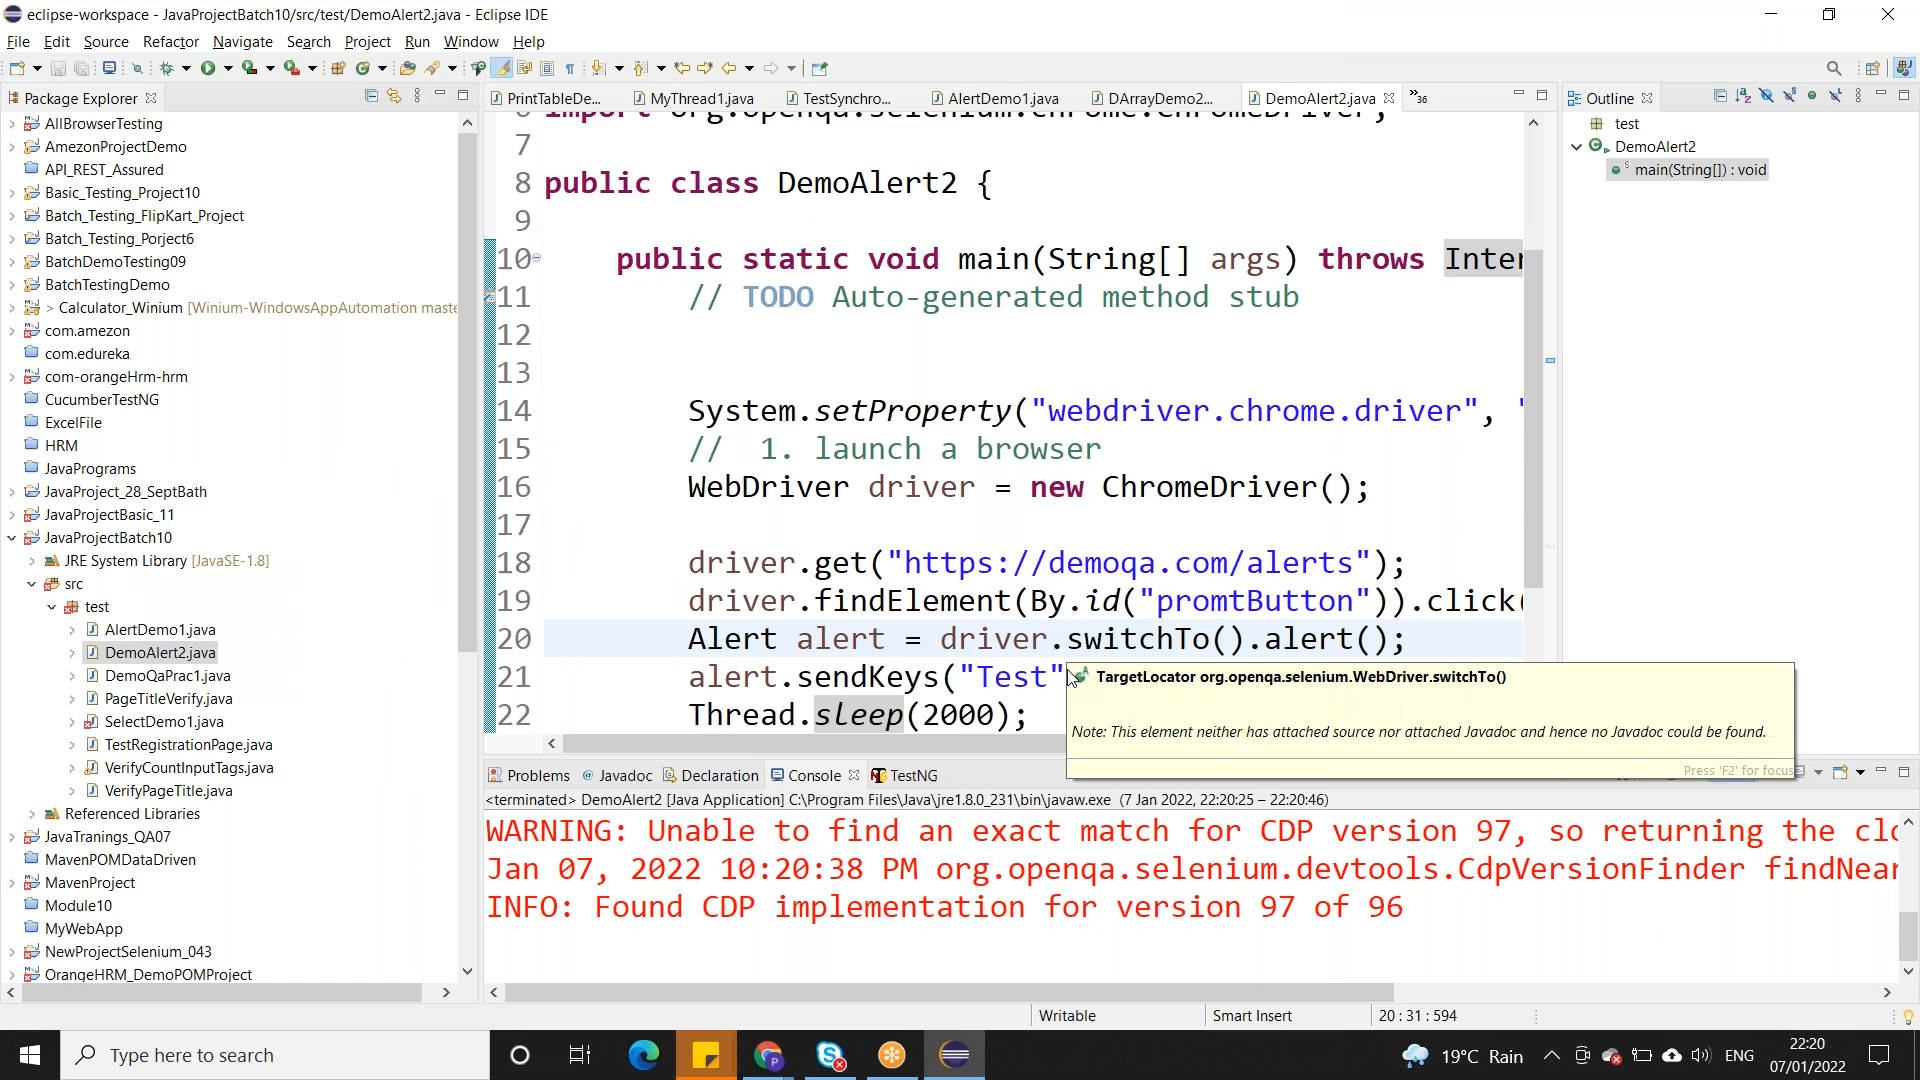 eclipse-workspace - JavaProjectBatch10/src/test/DemoAlert2.java - Eclipse IDE
File Edit Source Refactor Navigate Search Project Run Window Help
Package Explorer
PrintTableDe... MyThread1.java TestSynchro... AlertDemo1.java DArrayDemo2... DemoAlert2.java »36
Outline
AllBrowserTesting
AmezonProjectDemo
API_REST_Assured
Basic_Testing_Project10
Batch_Testing_FlipKart_Project
Batch_Testing_Porject6
BatchDemoTesting09
BatchTestingDemo
> Calculator_Winium [Winium-WindowsAppAutomation maste
com.amezon
com.edureka
com-orangeHrm-hrm
CucumberTestNG
ExcelFile
HRM
JavaPrograms
JavaProject_28_SeptBath
JavaProjectBasic_11
JavaProjectBatch10
JRE System Library [JavaSE-1.8]
src
test
AlertDemo1.java
DemoAlert2.java
DemoQaPrac1.java
PageTitleVerify.java
SelectDemo1.java
TestRegistrationPage.java
VerifyCountInputTags.java
VerifyPageTitle.java
Referenced Libraries
JavaTranings_QA07
MavenPOMDataDriven
MavenProject
Module10
MyWebApp
NewProjectSelenium_043
OrangeHRM_DemoPOMProject
6 import org.openqa.selenium.chrome.ChromeDriver;
7
8 public class DemoAlert2 {
9
10 public static void main(String[] args) throws Inter
11 // TODO Auto-generated method stub
12
13
14 System.setProperty("webdriver.chrome.driver", "
15 // 1. launch a browser
16 WebDriver driver = new ChromeDriver();
17
18 driver.get("https://demoqa.com/alerts");
19 driver.findElement(By.id("promtButton")).click(
20 Alert alert = driver.switchTo().alert();
21 alert.sendKeys("Test"
22 Thread.sleep(2000);
TargetLocator org.openqa.selenium.WebDriver.switchTo()
Note: This element neither has attached source nor attached Javadoc and hence no Javadoc could be found.
Press 'F2' for focus
test
DemoAlert2
main(String[]) : void
Problems @ Javadoc Declaration Console TestNG
<terminated> DemoAlert2 [Java Application] C:\Program Files\Java\jre1.8.0_231\bin\javaw.exe (7 Jan 2022, 22:20:25 – 22:20:46)
WARNING: Unable to find an exact match for CDP version 97, so returning the clo
Jan 07, 2022 10:20:38 PM org.openqa.selenium.devtools.CdpVersionFinder findNear
INFO: Found CDP implementation for version 97 of 96
Writable Smart Insert 20 : 31 : 594
Type here to search
19°C Rain
ENG
22:20
07/01/2022